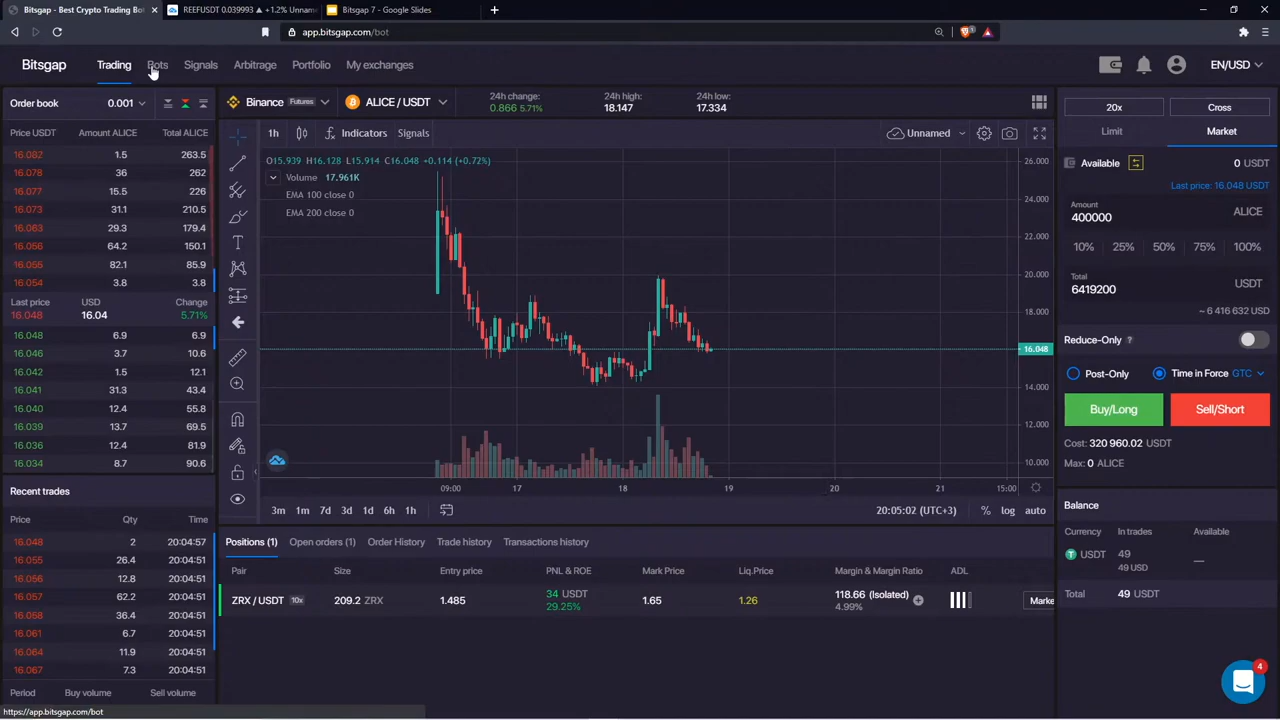 Bitsgap - Best Crypto Trading Bot
REEFUSDT 0.039993 ▲ +1.2% Unnam
Bitsgap 7 - Google Slides
app.bitsgap.com/bot
Bitsgap
Trading
Bots
Signals
Arbitrage
Portfolio
My exchanges
EN/USD
Order book
0.001
Price USDT Amount ALICE Total ALICE
16.082 1.5 263.5
16.078 36 262
16.077 15.5 226
16.073 31.1 210.5
16.063 29.3 179.4
16.056 64.2 150.1
16.055 82.1 85.9
16.054 3.8 3.8
Last price USD Change
16.048 16.04 5.71%
16.048 6.9 6.9
16.046 3.7 10.6
16.042 1.5 12.1
16.041 31.3 43.4
16.040 12.4 55.8
16.039 13.7 69.5
16.036 12.4 81.9
16.034 8.7 90.6
Recent trades
Price Qty Time
16.048 2 20:04:57
16.055 26.4 20:04:51
16.056 12.8 20:04:51
16.057 62.2 20:04:51
16.058 36.4 20:04:51
16.061 6.7 20:04:51
16.064 11.9 20:04:51
16.067 7.3 20:04:51
Period Buy volume Sell volume
https://app.bitsgap.com/bot
Binance Futures
ALICE / USDT
24h change:
0.866 5.71%
24h high:
18.147
24h low:
17.334
1h
Indicators
Signals
Unnamed
O15.939 H16.128 L15.914 C16.048 +0.114 (+0.72%)
Volume 17.961K
EMA 100 close 0
EMA 200 close 0
26.000
24.000
22.000
20.000
18.000
16.048
14.000
12.000
10.000
09:00 17 18 19 20 21 15:00
3m 1m 7d 3d 1d 6h 1h
20:05:02 (UTC+3)
% log auto
Positions (1)
Open orders (1)
Order History
Trade history
Transactions history
Pair Size Entry price PNL & ROE Mark Price Liq.Price Margin & Margin Ratio ADL
ZRX / USDT 10x 209.2 ZRX 1.485 34 USDT 1.65 1.26 118.66 (Isolated) Marke
29.25% 4.99%
20x
Cross
Limit
Market
Available
0 USDT
Last price: 16.048 USDT
Amount
400000
ALICE
10% 25% 50% 75% 100%
Total
6419200
USDT
~ 6 416 632 USD
Reduce-Only ?
Post-Only
Time in Force GTC
Buy/Long
Sell/Short
Cost: 320 960.02 USDT
Max: 0 ALICE
Balance
Currency In trades Available
USDT 49 —
49 USD
Total 49 USDT
4